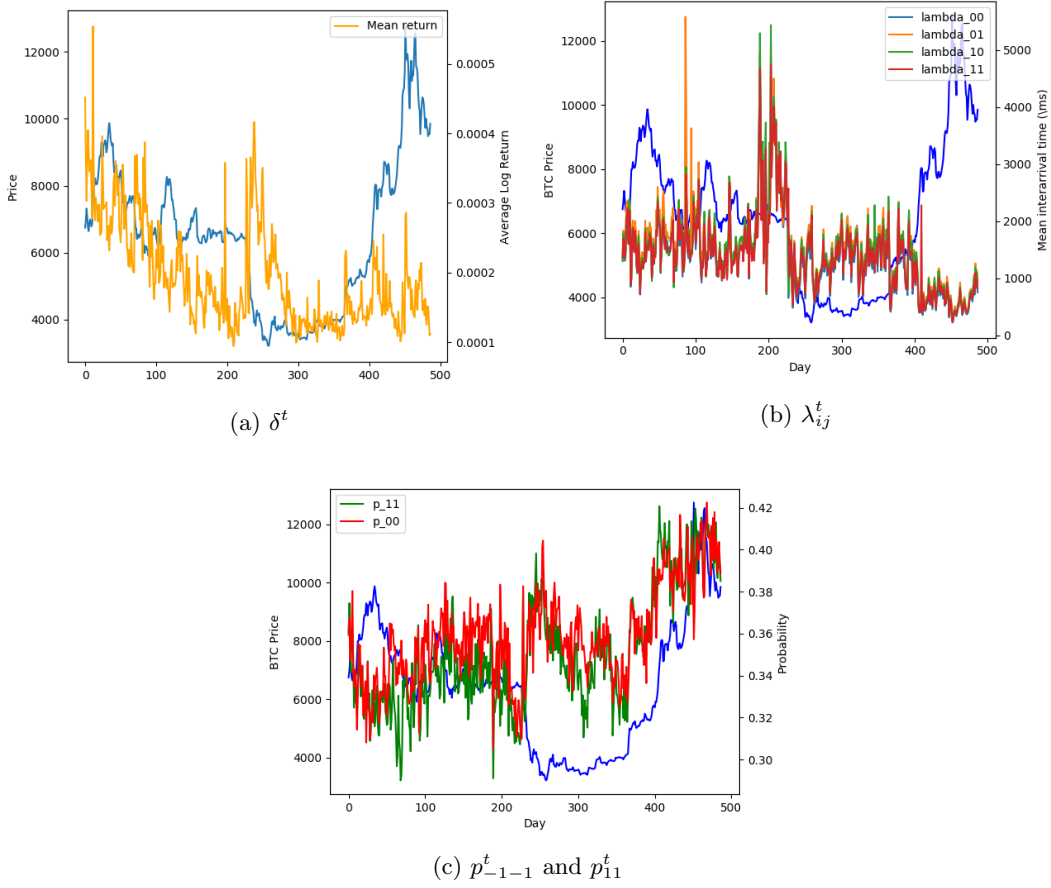 Mean return
12000
10000
8000
6000
4000
0.0005
0.0004
0.0003
0.0002
0.0001
Price
Average Log Return
0
100
200
300
400
500
(a) δ^t
lambda_00
lambda_01
lambda_10
lambda_11
12000
10000
8000
6000
4000
5000
4000
3000
2000
1000
0
BTC Price
Mean interarrival time (\ms)
0
100
200
300
400
500
Day
(b) λ^t_{ij}
p_11
p_00
12000
10000
8000
6000
4000
0.42
0.40
0.38
0.36
0.34
0.32
0.30
BTC Price
Probability
0
100
200
300
400
500
Day
(c) p^t_{-1-1} and p^t_{11}